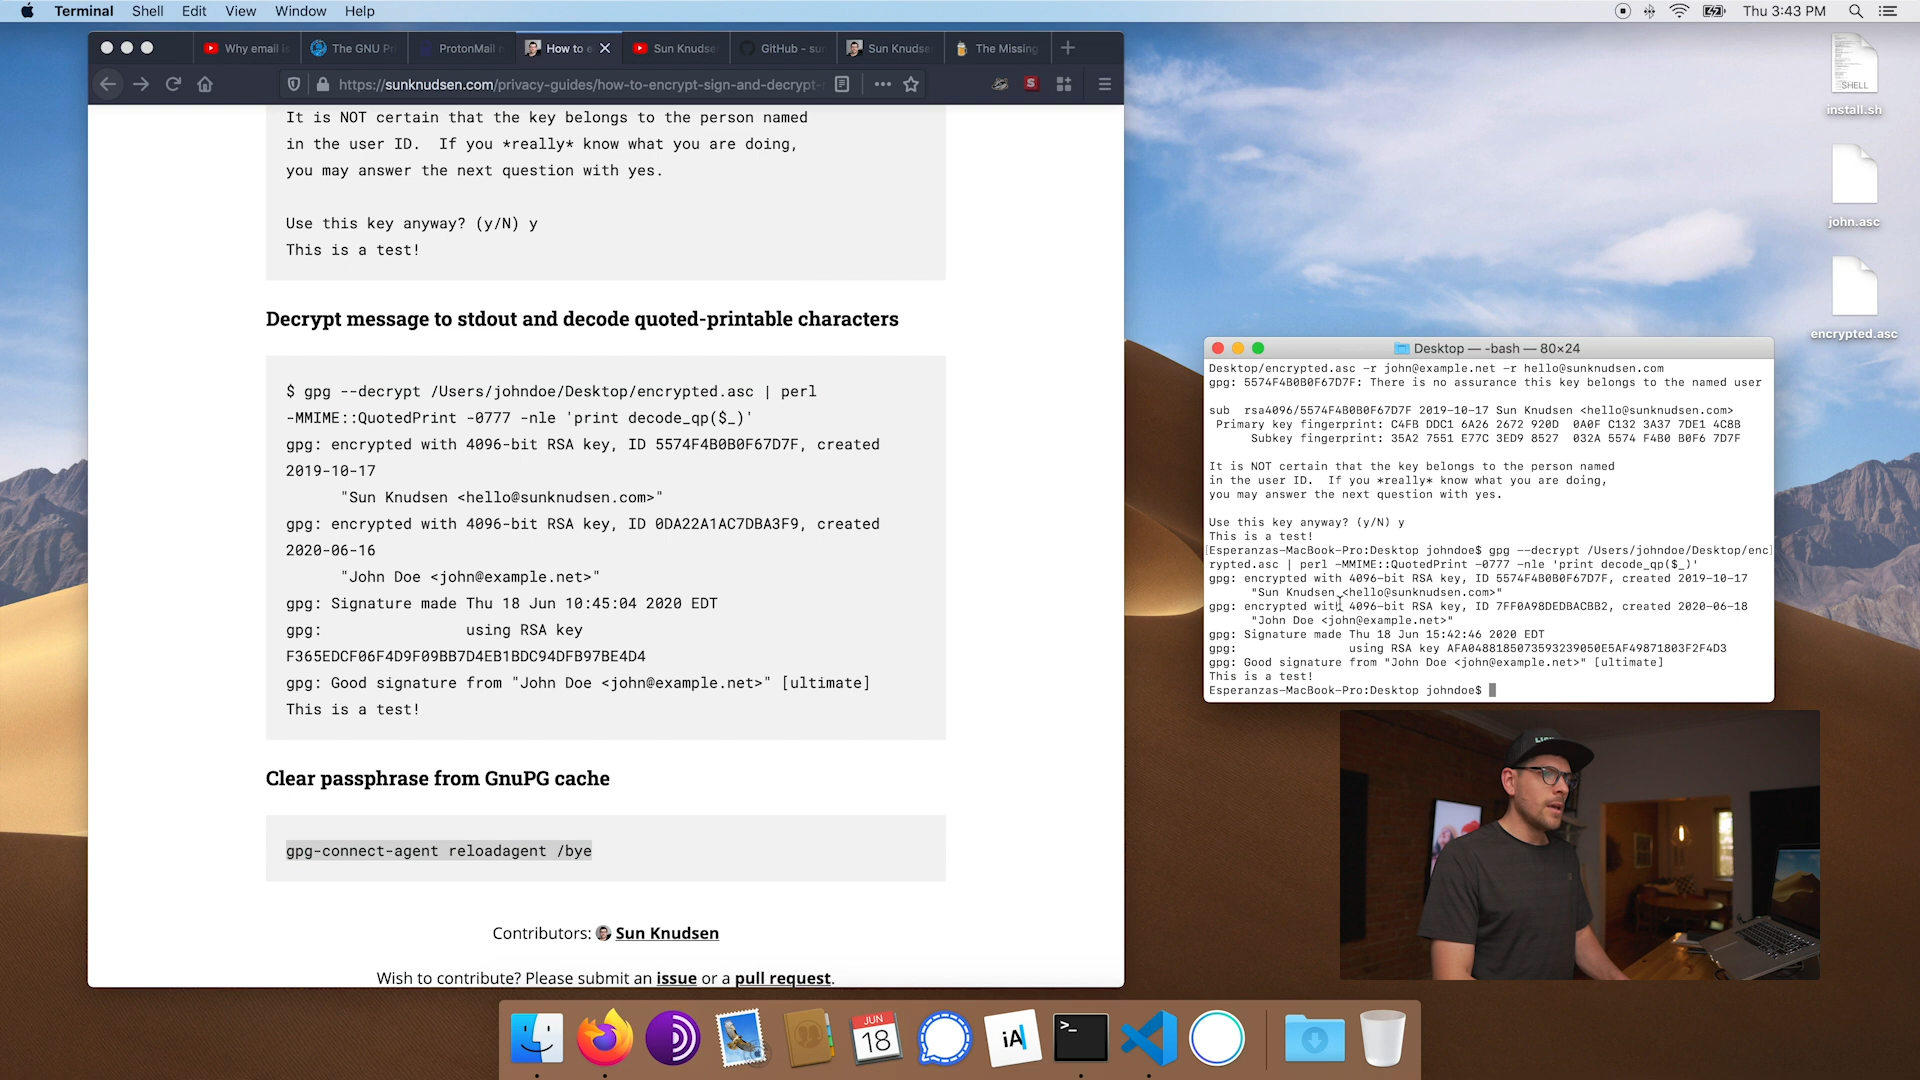 Terminal Shell Edit View Window Help
Thu 3:43 PM
Why email is
The GNU Pr
ProtonMail
How to e
Sun Knudse
GitHub - sun
Sun Knudse
The Missing
https://sunknudsen.com/privacy-guides/how-to-encrypt-sign-and-decrypt-
It is NOT certain that the key belongs to the person named
in the user ID.  If you *really* know what you are doing,
you may answer the next question with yes.
Use this key anyway? (y/N) y
This is a test!
Decrypt message to stdout and decode quoted-printable characters
$ gpg --decrypt /Users/johndoe/Desktop/encrypted.asc | perl
-MMIME::QuotedPrint -0777 -nle 'print decode_qp($_)'
gpg: encrypted with 4096-bit RSA key, ID 5574F4B0B0F67D7F, created
2019-10-17
"Sun Knudsen <hello@sunknudsen.com>"
gpg: encrypted with 4096-bit RSA key, ID 0DA22A1AC7DBA3F9, created
2020-06-16
"John Doe <john@example.net>"
gpg: Signature made Thu 18 Jun 10:45:04 2020 EDT
gpg:                using RSA key
F365EDCF06F4D9F09BB7D4EB1BDC94DFB97BE4D4
gpg: Good signature from "John Doe <john@example.net>" [ultimate]
This is a test!
Clear passphrase from GnuPG cache
gpg-connect-agent reloadagent /bye
Contributors: Sun Knudsen
Wish to contribute? Please submit an issue or a pull request.
SHELL
install.sh
john.asc
encrypted.asc
Desktop — -bash — 80×24
Desktop/encrypted.asc -r john@example.net -r hello@sunknudsen.com
gpg: 5574F4B0B0F67D7F: There is no assurance this key belongs to the named user
sub  rsa4096/5574F4B0B0F67D7F 2019-10-17 Sun Knudsen <hello@sunknudsen.com>
Primary key fingerprint: C4FB DDC1 6A26 2672 920D  0A0F C132 3A37 7DE1 4C8B
Subkey fingerprint: 35A2 7551 E77C 3ED9 8527  032A 5574 F4B0 B0F6 7D7F
It is NOT certain that the key belongs to the person named
in the user ID.  If you *really* know what you are doing,
you may answer the next question with yes.
Use this key anyway? (y/N) y
This is a test!
[Esperanzas-MacBook-Pro:Desktop johndoe$ gpg --decrypt /Users/johndoe/Desktop/enc]
rypted.asc | perl -MMIME::QuotedPrint -0777 -nle 'print decode_qp($_)'
gpg: encrypted with 4096-bit RSA key, ID 5574F4B0B0F67D7F, created 2019-10-17
"Sun Knudsen <hello@sunknudsen.com>"
gpg: encrypted with 4096-bit RSA key, ID 7FF0A98DEDBACBB2, created 2020-06-18
"John Doe <john@example.net>"
gpg: Signature made Thu 18 Jun 15:42:46 2020 EDT
gpg:                using RSA key AFA0488185073593239050E5AF49871803F2F4D3
gpg: Good signature from "John Doe <john@example.net>" [ultimate]
This is a test!
Esperanzas-MacBook-Pro:Desktop johndoe$
JUN
18
iA
>_